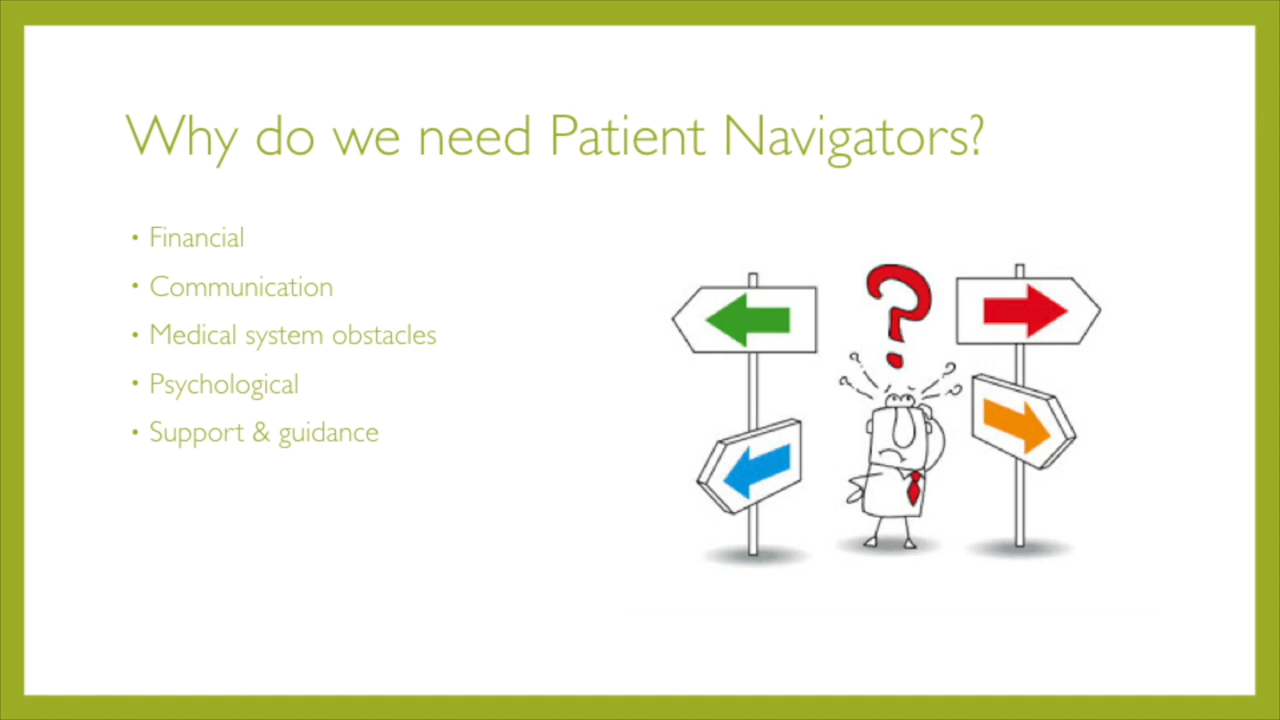 Why do we need Patient Navigators?
• Financial
• Communication
• Medical system obstacles
• Psychological
• Support & guidance
?